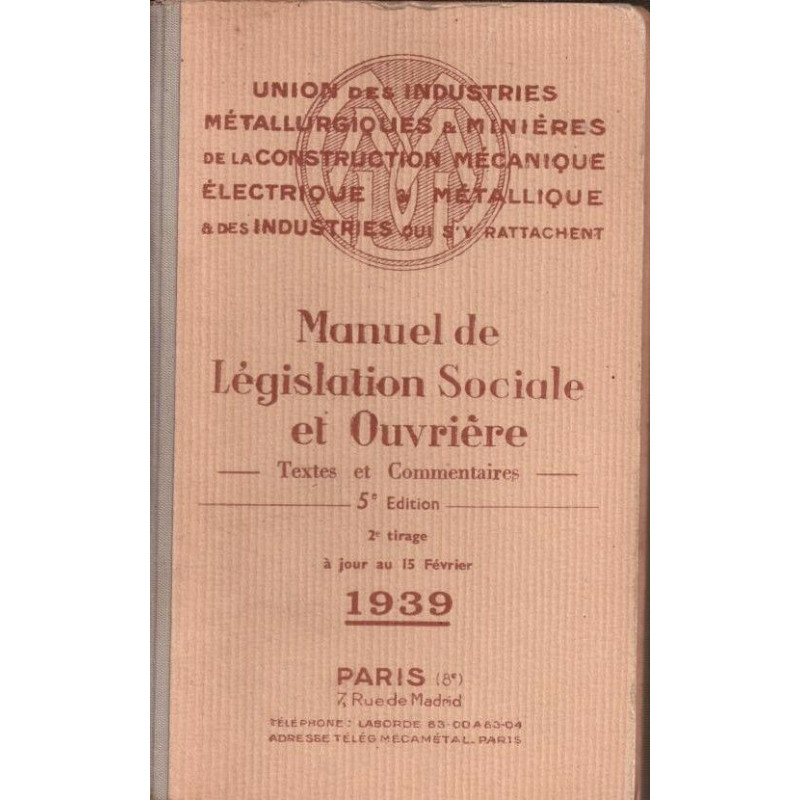 UNION DES INDUSTRIES
MÉTALLURGIQUES & MINIÈRES
DE LA CONSTRUCTION MÉCANIQUE
ÉLECTRIQUE & MÉTALLIQUE
& DES INDUSTRIES QUI S'Y RATTACHENT
Manuel de
Législation Sociale
et Ouvrière
Textes et Commentaires
5e Edition
2e tirage
à jour au 15 Février
1939
PARIS (8e)
7, Rue de Madrid
TÉLÉPHONE : LABORDE 83-00 A 83-04
ADRESSE TÉLÉG MÉCAMÉTAL. PARIS